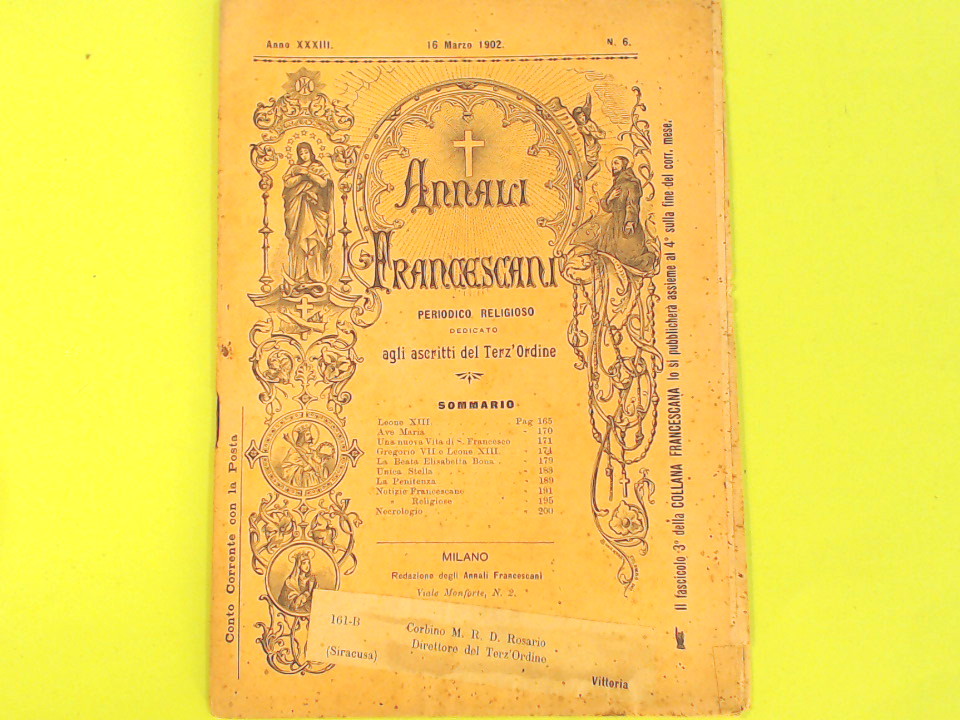 Anno XXXIII. 16 Marzo 1902. N. 6.
ANNALI
FRANCESCANI
PERIODICO RELIGIOSO
DEDICATO
agli ascritti del Terz'Ordine
SOMMARIO
Leone XIII. Pag 165
Ave Maria . . . . . . . „ 170
Una nuova Vita di S. Francesco „ 171
Gregorio VII e Leone XIII. „ 174
La Beata Elisabetta Bona . „ 179
Unica Stella . . . . „ 188
La Penitenza . . . . „ 189
Notizie Francescane . . „ 191
„ Religiose . . . „ 195
Necrologio . . . . . „ 200
MILANO
Redazione degli Annali Francescani
Viale Monforte, N. 2.
161-B
Corbino M. R. D. Rosario
Direttore del Terz'Ordine
(Siracusa)
Vittoria
Conto Corrente con la Posta
Il fascicolo 3° della COLLANA FRANCESCANA lo si pubblicherà assieme al 4° sulla fine del corr. mese.